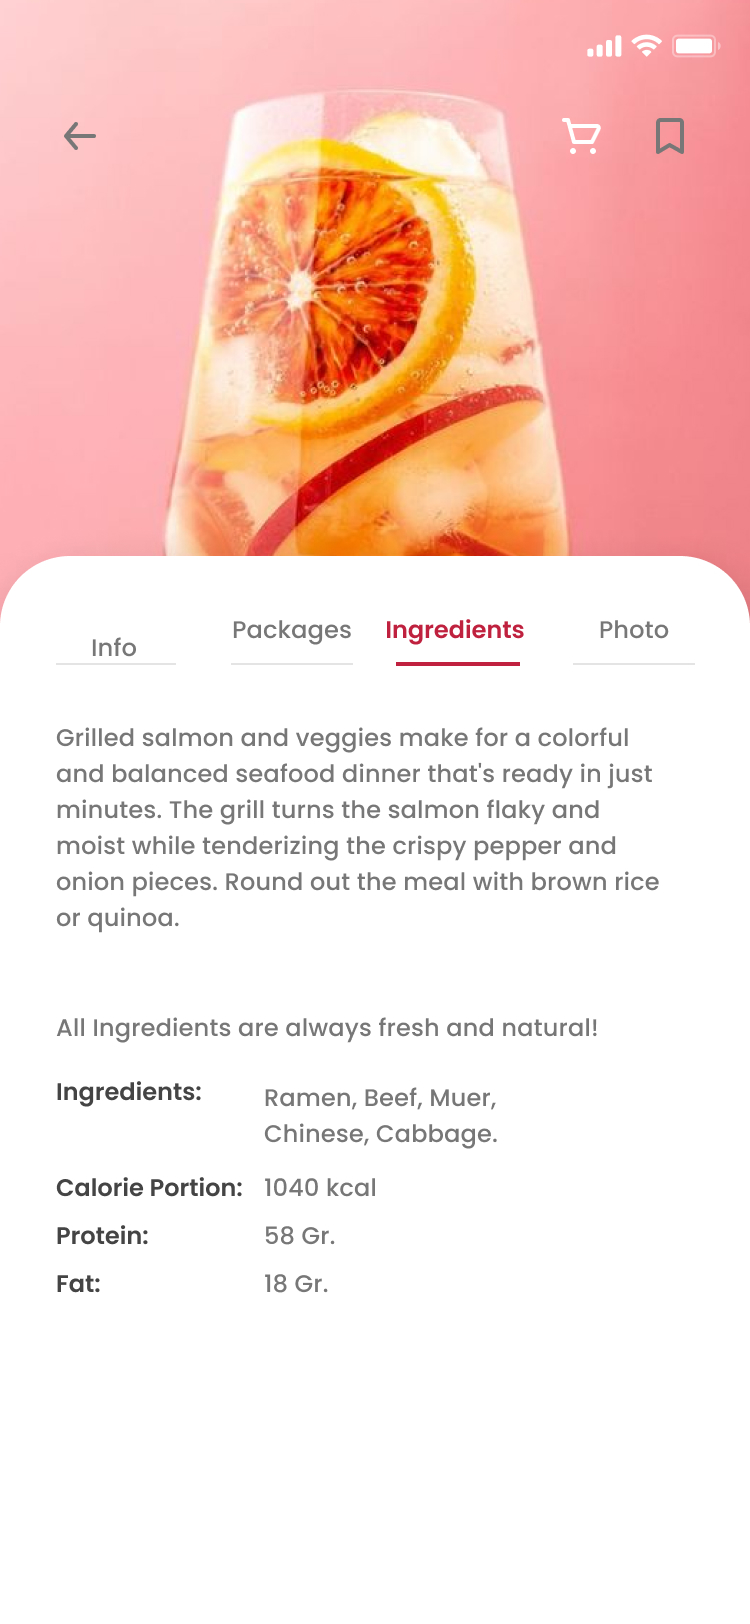 Info
Packages
Ingredients
Photo
Grilled salmon and veggies make for a colorful
and balanced seafood dinner that's ready in just
minutes. The grill turns the salmon flaky and
moist while tenderizing the crispy pepper and
onion pieces. Round out the meal with brown rice
or quinoa.
All Ingredients are always fresh and natural!
Ingredients:
Ramen, Beef, Muer,
Chinese, Cabbage.
Calorie Portion: 1040 kcal
Protein: 58 Gr.
Fat: 18 Gr.